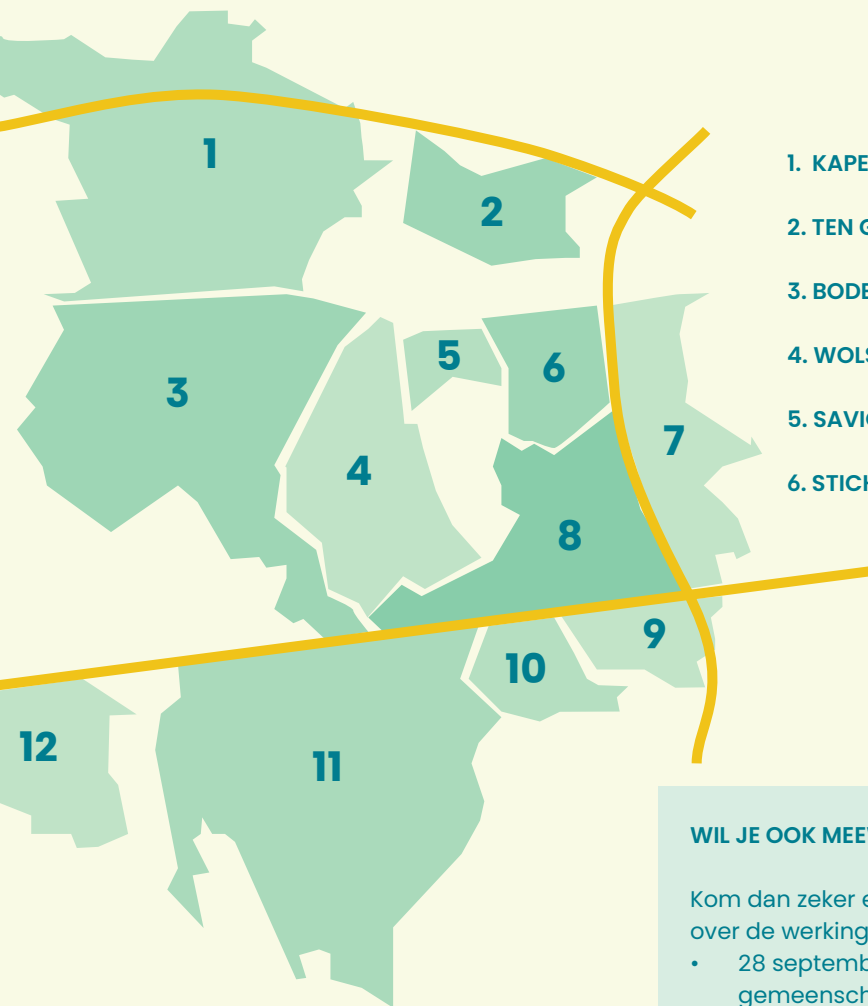 1
2
3
4
5
6
7
8
9
10
11
12
1. KAPE
2. TEN G
3. BODE
4. WOLS
5. SAVI
6. STICH
WIL JE OOK MEE
Kom dan zeker e
over de werking
• 28 septemb
gemeensch